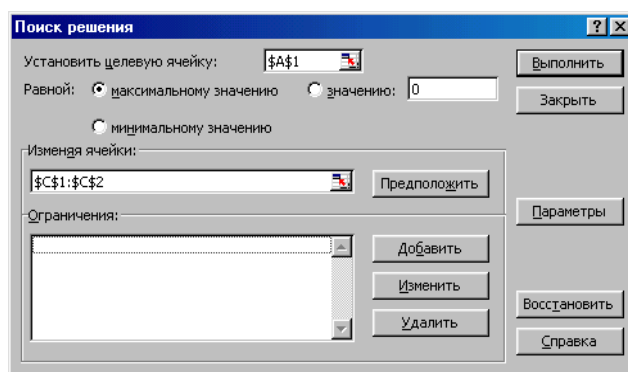 Поиск решения
Установить целевую ячейку: $A$1 Выполнить
Равной: максимальному значению значению: 0 Закрыть
минимальному значению
Изменяя ячейки:
$C$1:$C$2 Предположить
Ограничения: Параметры
Добавить
Изменить
Восстановить
Удалить
Справка